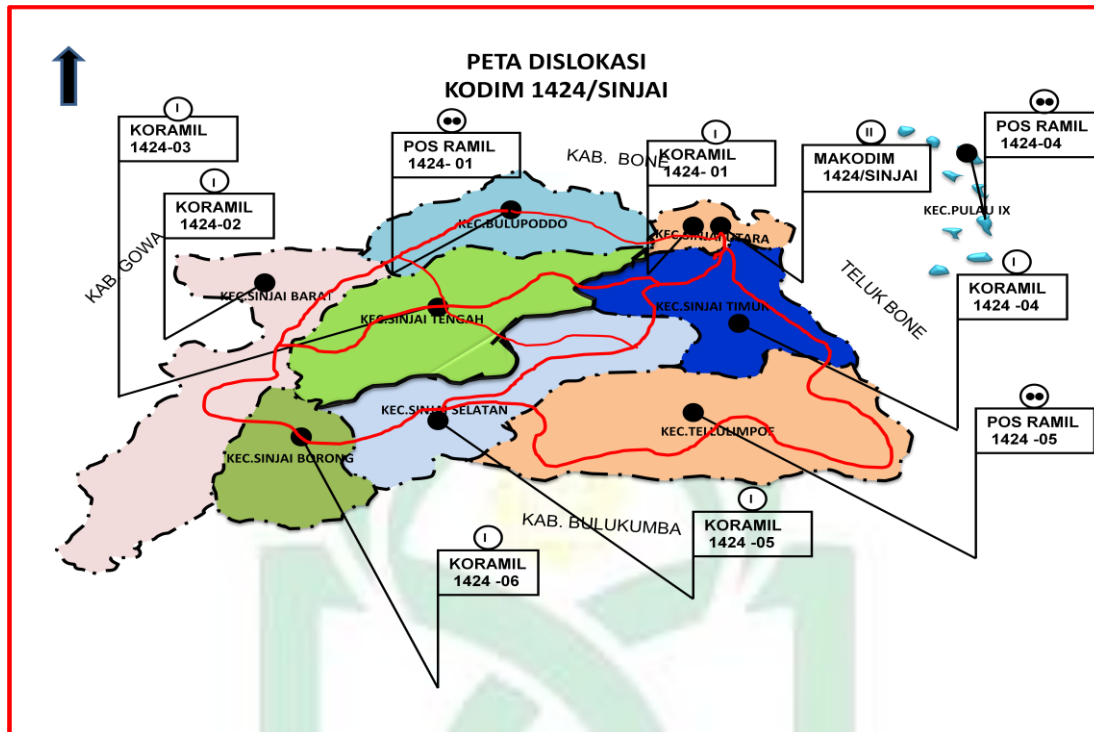 PETA DISLOKASI
KODIM 1424/SINJAI
I
KORAMIL
1424-03
I
KORAMIL
1424-02
POS RAMIL
1424- 01
KAB. BONE
I
KORAMIL
1424- 01
II
MAKODIM
1424/SINJAI
POS RAMIL
1424-04
KEC.PULAU IX
I
KORAMIL
1424 -04
TELUK BONE
KAB. GOWA
KEC.BULUPODDO
KEC.SINJAI UTARA
KEC.SINJAI BARAT
KEC.SINJAI TENGAH
KEC.SINJAI TIMUR
KEC.SINJAI SELATAN
KEC.TELLULIMPOE
KEC.SINJAI BORONG
POS RAMIL
1424 -05
KAB. BULUKUMBA
I
KORAMIL
1424 -05
I
KORAMIL
1424 -06